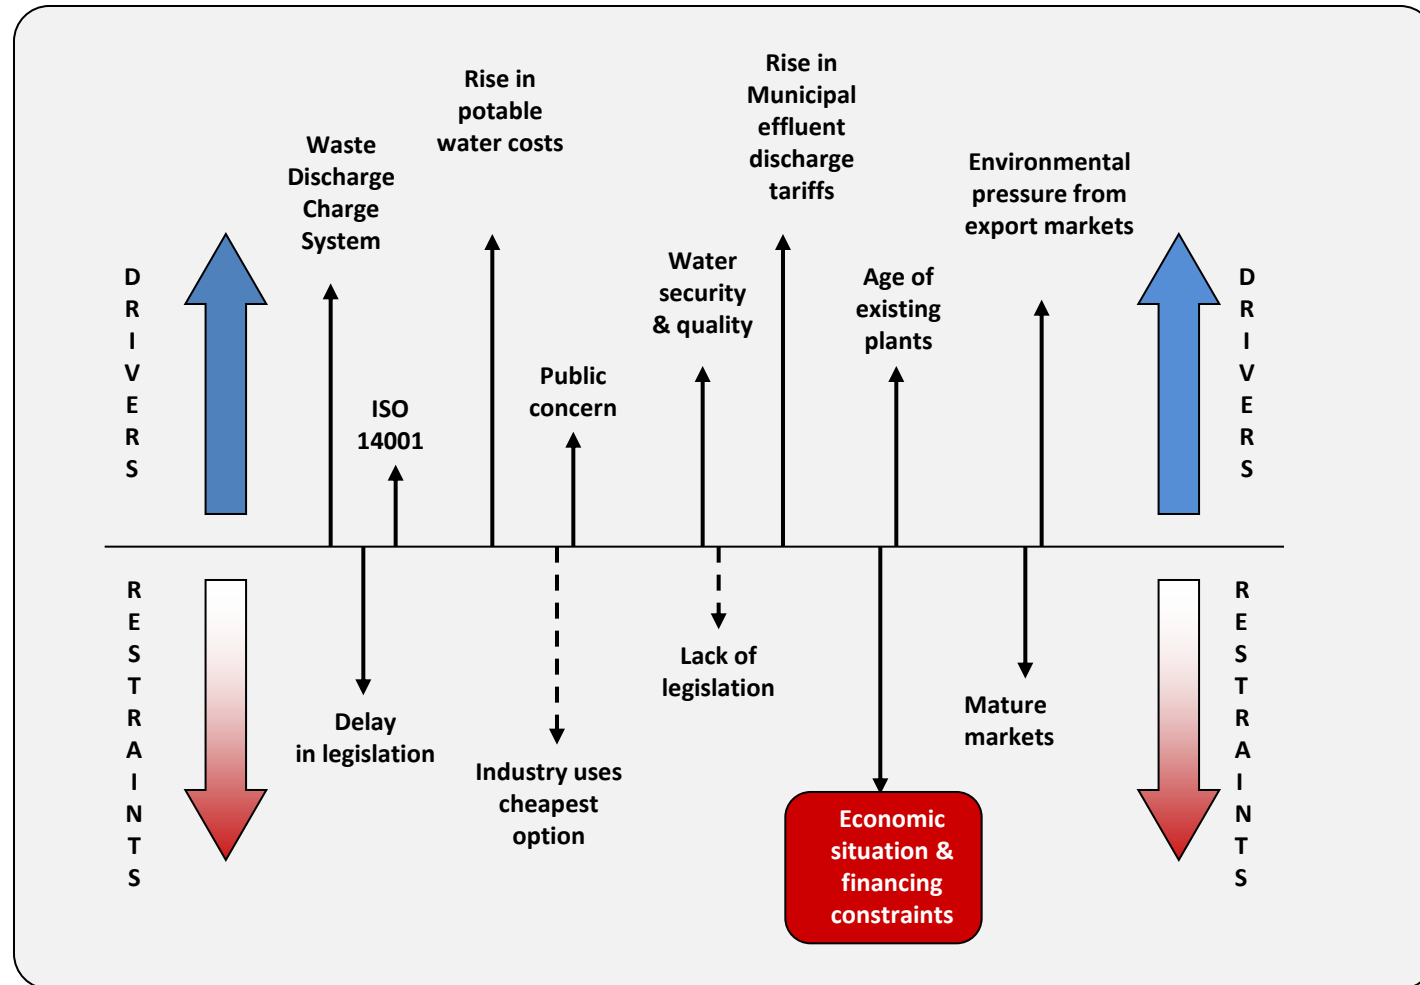 Rise in
potable
water costs
Rise in
Municipal
effluent
discharge
tariffs
Waste
Discharge
Charge
System
Environmental
pressure from
export markets
Water
security
& quality
Age of
existing
plants
Public
concern
ISO
14001
D
R
I
V
E
R
S
D
R
I
V
E
R
S
R
E
S
T
R
A
I
N
T
S
Delay
in legislation
Industry uses
cheapest
option
Lack of
legislation
Economic
situation &
financing
constraints
Mature
markets
R
E
S
T
R
A
I
N
T
S